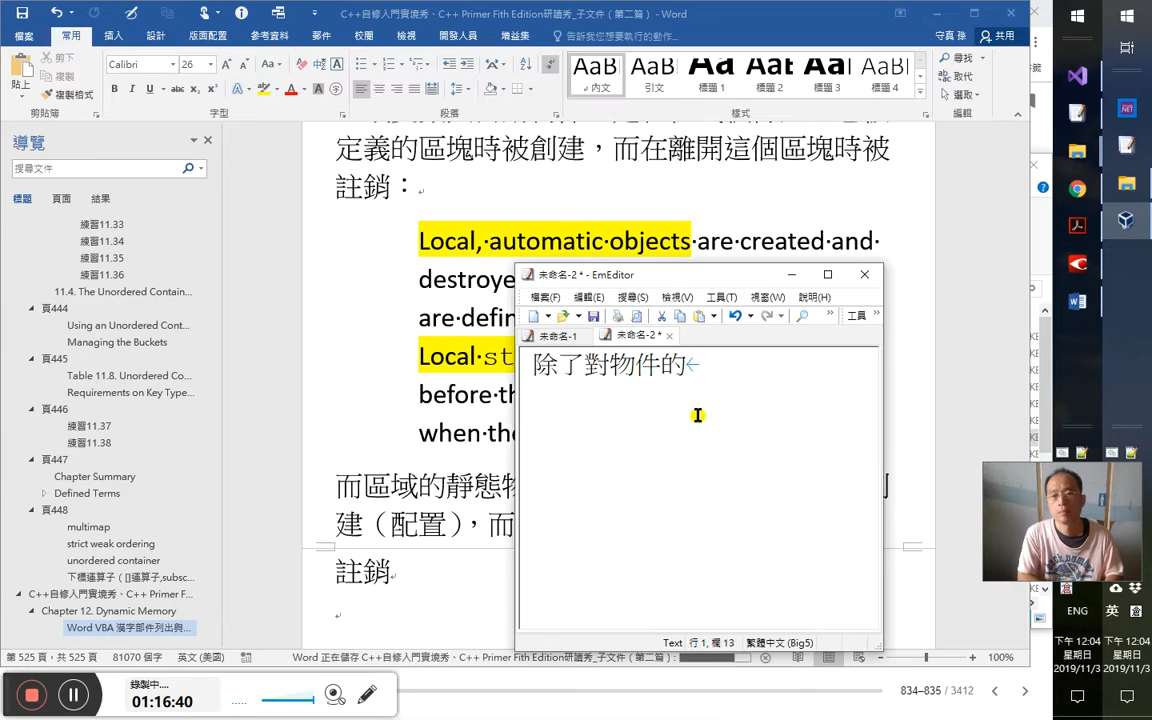 C++自修入門實境秀、C++ Primer Fith Edition研讀秀_子文件（第二篇） - Word
檔案 常用 插入 設計 版面配置 參考資料 郵件 校閱 檢視 開發人員 增益集 告訴我您想要執行的動作... 守真 孫 共用
貼上 剪下 複製 複製格式
Calibri 26
AaB AaB Aa AaB Aal AaBl
內文 內文 標題 1 標題 2 標題 3 標題 4
尋找 取代 選取
剪貼簿 字型 段落 樣式 編輯
導覽
搜尋文件
標題 頁面 結果
練習11.33
練習11.34
練習11.35
練習11.36
11.4. The Unordered Contain...
頁444
Using an Unordered Cont...
Managing the Buckets
頁445
Table 11.8. Unordered Co...
Requirements on Key Type...
頁446
練習11.37
練習11.38
頁447
Chapter Summary
Defined Terms
頁448
multimap
strict weak ordering
unordered container
下標運算子（[]運算子,subsc...
C++自修入門實境秀、C++ Primer F...
Chapter 12. Dynamic Memory
Word VBA 漢字部件列出與...
定義的區塊時被創建，而在離開這個區塊時被
註銷：
Local, automatic objects are created and
destroye
are defin
Local st
before th
when the
而區域的靜態物
建（配置），而
註銷
未命名-2 * - EmEditor
檔案(F) 編輯(E) 搜尋(S) 檢視(V) 工具(T) 視窗(W) 說明(H)
工具
未命名-1 未命名-2 *
除了對物件的
Text 行 1, 欄 13 繁體中文 (Big5)
第 525 頁，共 525 頁 81070 個字 英文 (美國) Word 正在儲存 C++自修入門實境秀、C++ Primer Fith Edition研讀秀_子文件（第二篇）: 100%
錄製中....
01:16:40
834–835 / 3412
ENG 英
下午 12:04 下午 12:04
星期日 星期日
2019/11/3 2019/11/3